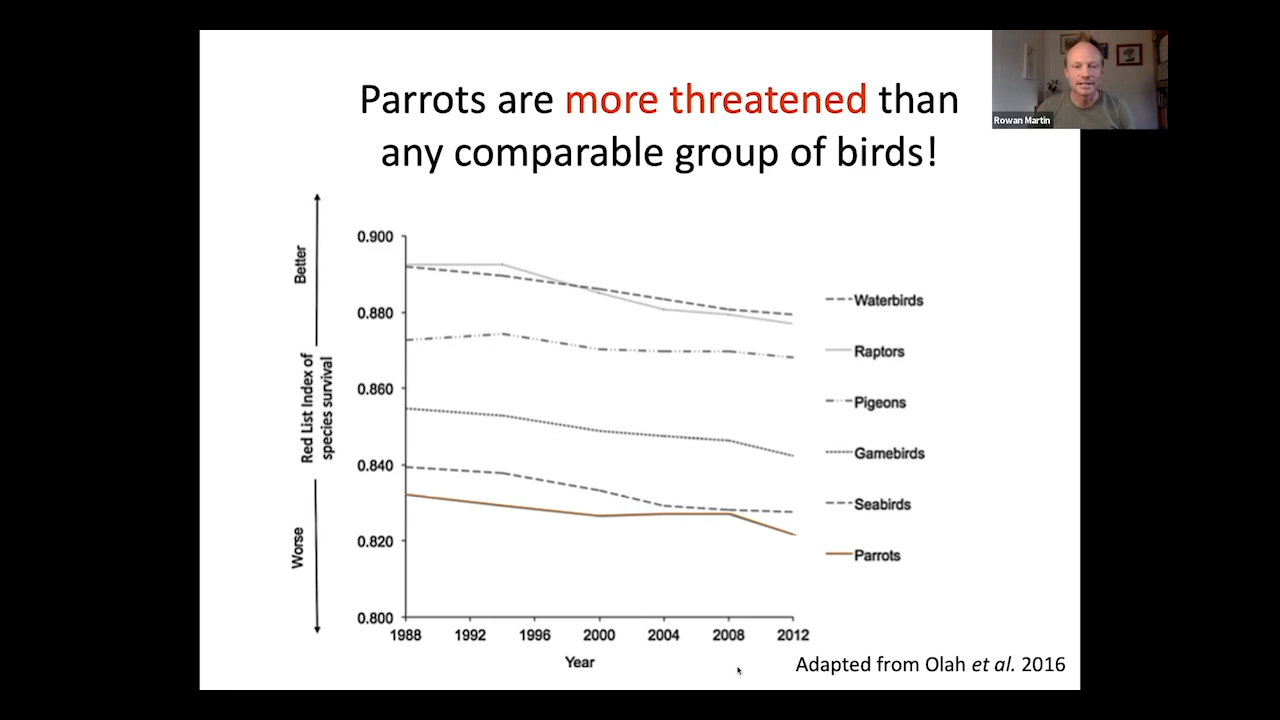 Parrots are more threatened than
any comparable group of birds!
Rowan Martin
Better
Red List Index of
species survival
Worse
0.900
0.880
0.860
0.840
0.820
0.800
1988 1992 1996 2000 2004 2008 2012
Year
Waterbirds
Raptors
Pigeons
Gamebirds
Seabirds
Parrots
Adapted from Olah et al. 2016